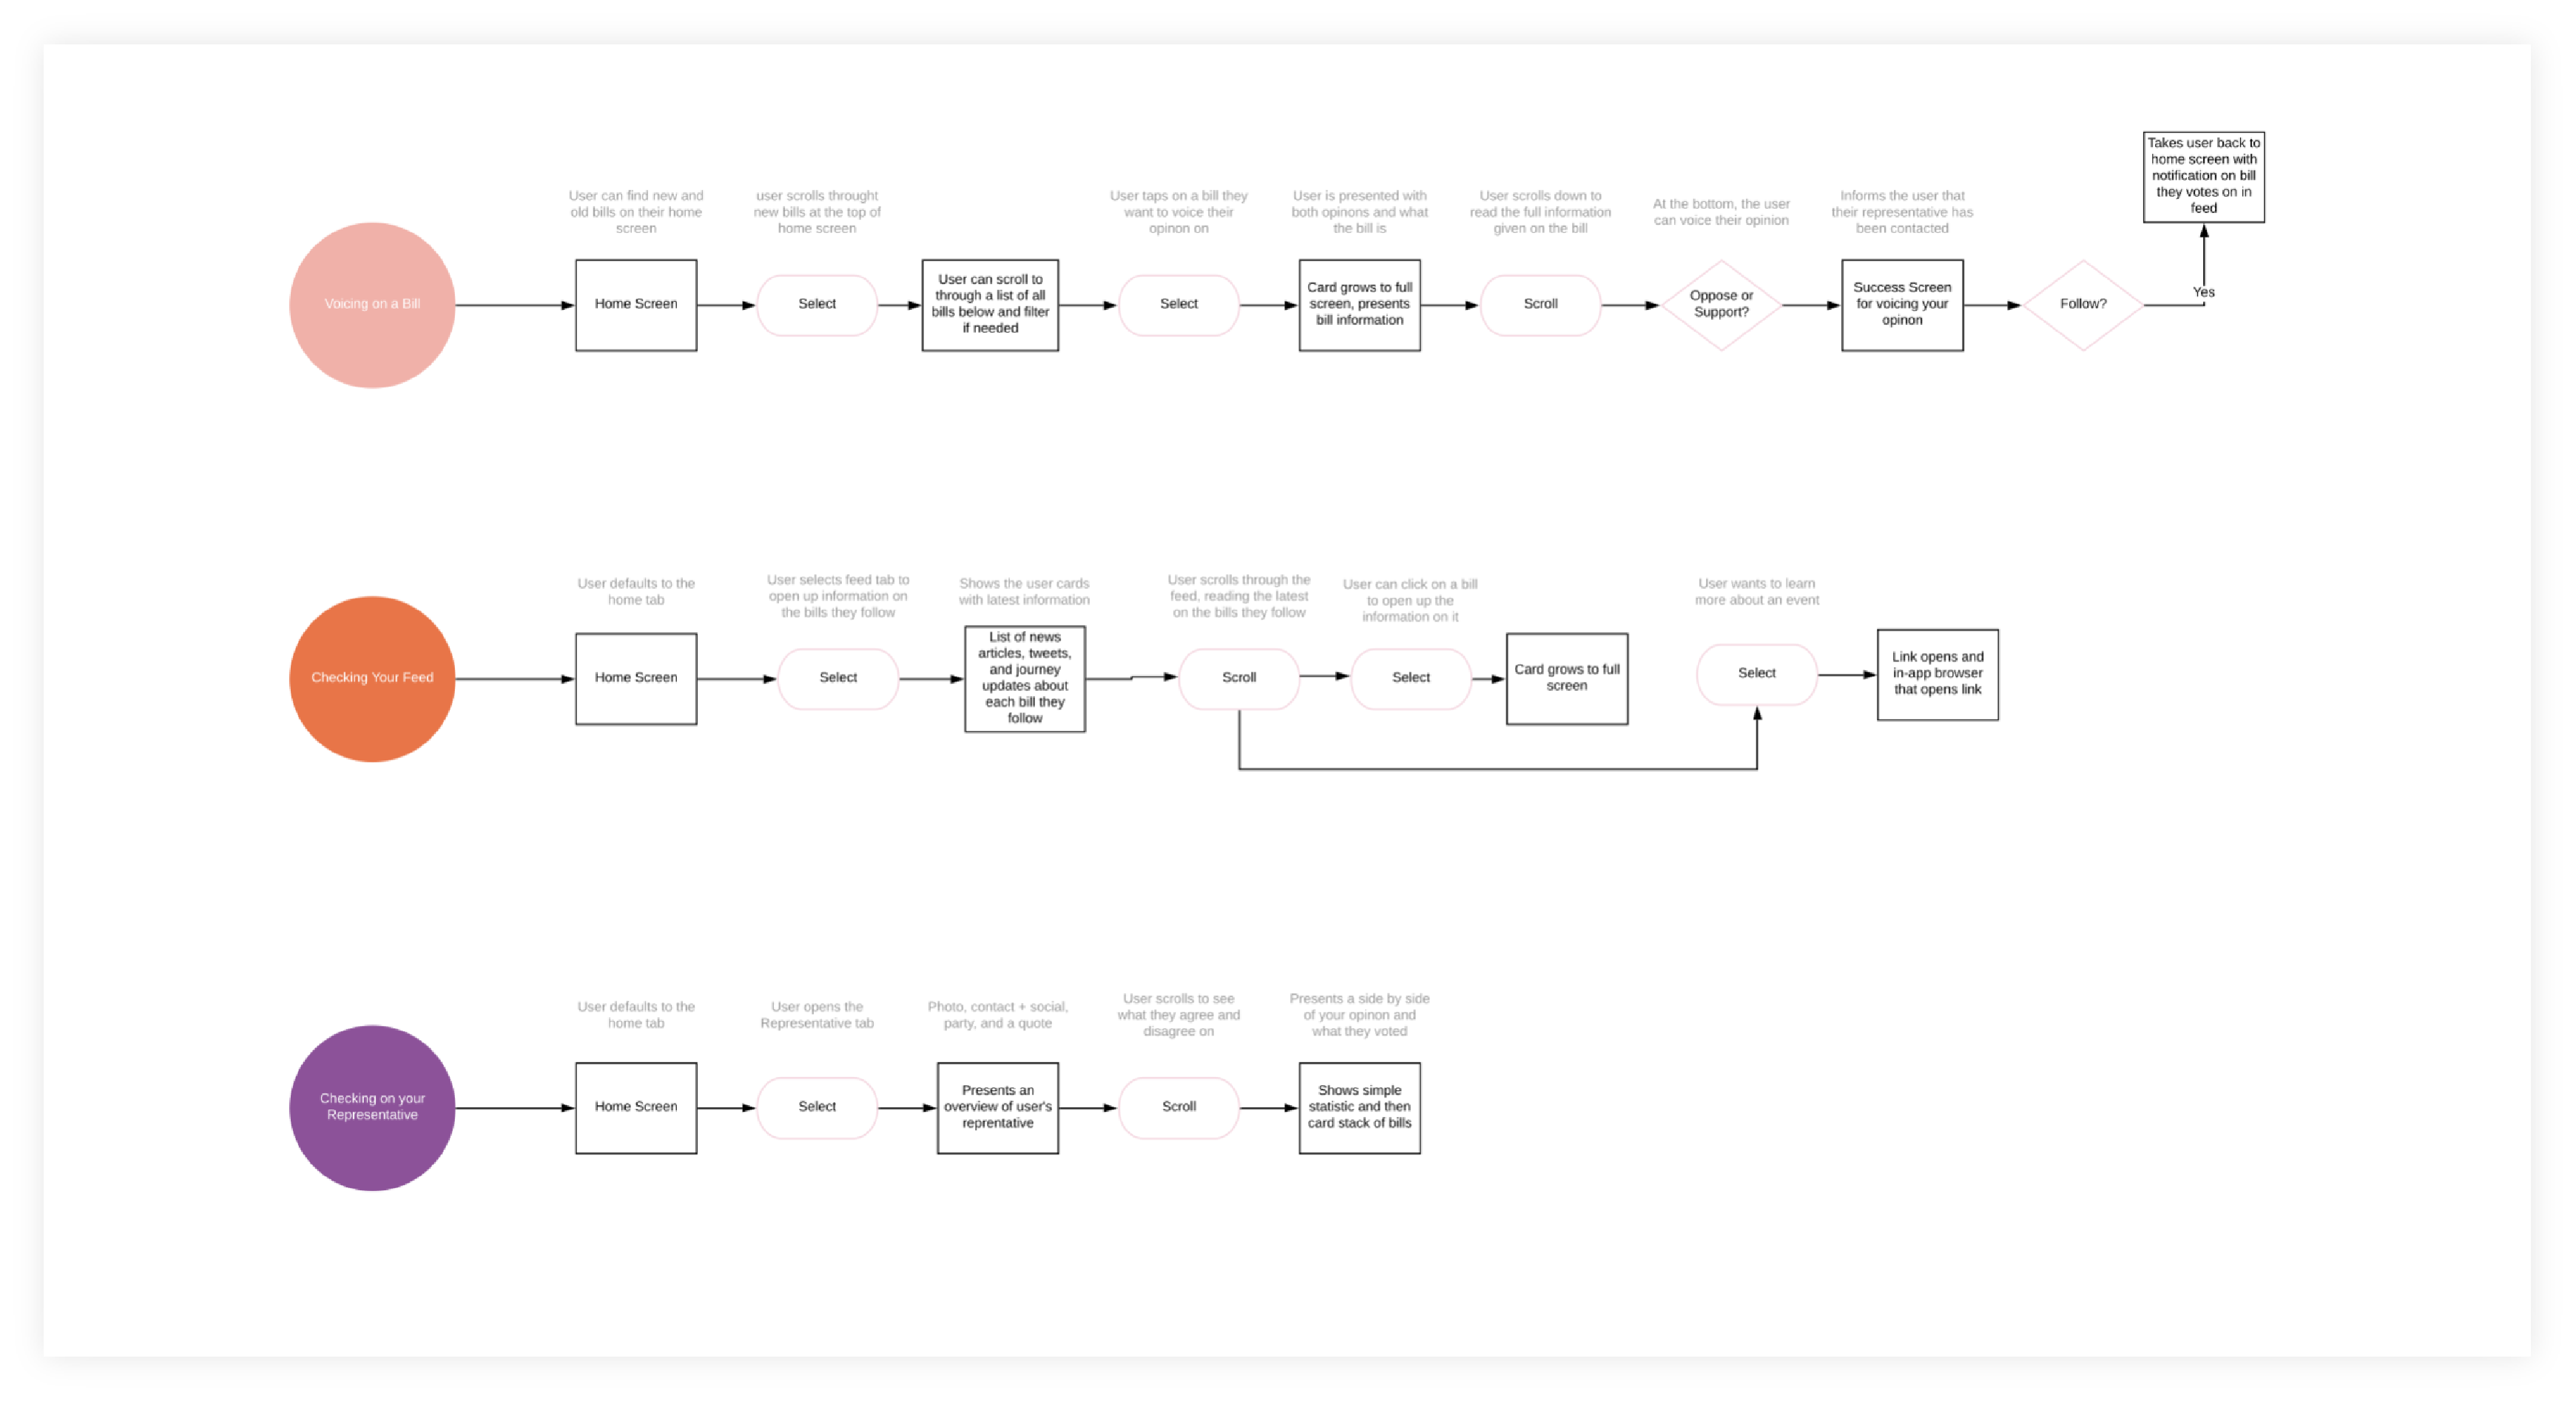 Voicing on a Bill
User can find new and
old bills on their home
screen
Home Screen
user scrolls throught
new bills at the top of
home screen
Select
User can scroll to
through a list of all
bills below and filter
if needed
User taps on a bill they
want to voice their
opinon on
Select
User is presented with
both opinons and what
the bill is
Card grows to full
screen, presents
bill information
User scrolls down to
read the full information
given on the bill
Scroll
At the bottom, the user
can voice their opinion
Oppose or
Support?
Informs the user that
their representative has
been contacted
Success Screen
for voicing your
opinon
Follow?
Yes
Takes user back to
home screen with
notification on bill
they votes on in
feed
Checking Your Feed
User defaults to the
home tab
Home Screen
User selects feed tab to
open up information on
the bills they follow
Select
Shows the user cards
with latest information
List of news
articles, tweets,
and journey
updates about
each bill they
follow
User scrolls through the
feed, reading the latest
on the bills they follow
Scroll
User can click on a bill
to open up the
information on it
Select
Card grows to full
screen
User wants to learn
more about an event
Select
Link opens and
in-app browser
that opens link
Checking on your
Representative
User defaults to the
home tab
Home Screen
User opens the
Representative tab
Select
Photo, contact + social,
party, and a quote
Presents an
overview of user's
reprentative
User scrolls to see
what they agree and
disagree on
Scroll
Presents a side by side
of your opinon and
what they voted
Shows simple
statistic and then
card stack of bills